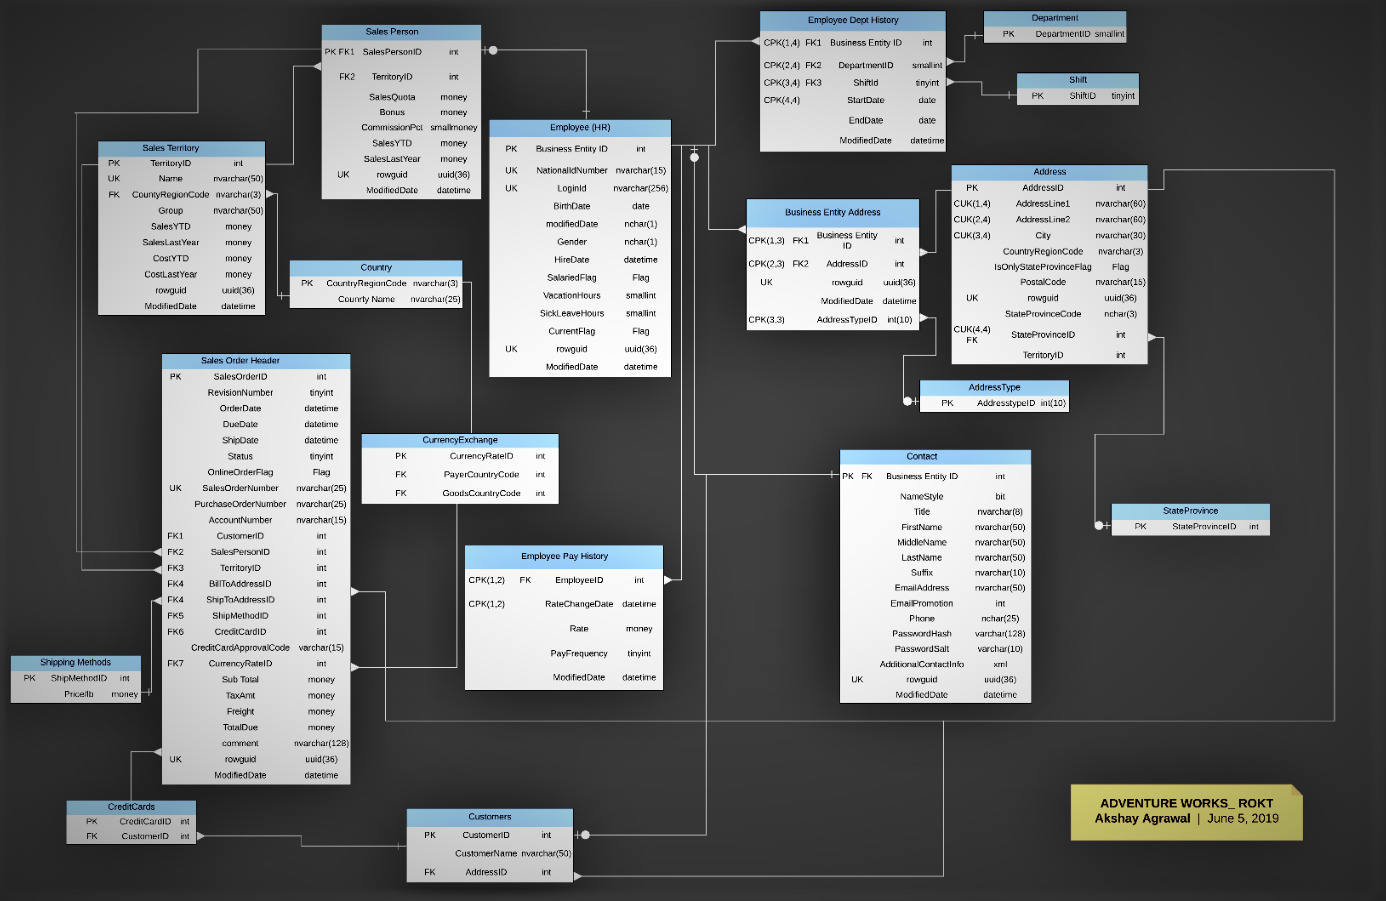 Sales Person
PK FK1 SalesPersonID int
FK2 TerritoryID int
SalesQuota money
Bonus money
CommissionPct smallmoney
SalesYTD money
SalesLastYear money
UK rowguid uuid(36)
ModifiedDate datetime
Employee Dept History
CPK(1,4) FK1 Business Entity ID int
CPK(2,4) FK2 DepartmentID smallint
CPK(3,4) FK3 ShiftId tinyint
CPK(4,4) StartDate date
EndDate date
ModifiedDate datetime
Department
PK DepartmentID smallint
Shift
PK ShiftID tinyint
Employee (HR)
PK Business Entity ID int
UK NationalIdNumber nvarchar(15)
UK LoginId nvarchar(256)
BirthDate date
modifiedDate nchar(1)
Gender nchar(1)
HireDate datetime
SalariedFlag Flag
VacationHours smallint
SickLeaveHours smallint
CurrentFlag Flag
UK rowguid uuid(36)
ModifiedDate datetime
Sales Territory
PK TerritoryID int
UK Name nvarchar(50)
FK CountyRegionCode nvarchar(3)
Group nvarchar(50)
SalesYTD money
SalesLastYear money
CostYTD money
CostLastYear money
rowguid uuid(36)
ModifiedDate datetime
Address
PK AddressID int
CUK(1,4) AddressLine1 nvarchar(60)
CUK(2,4) AddressLine2 nvarchar(60)
CUK(3,4) City nvarchar(30)
CountryRegionCode nvarchar(3)
IsOnlyStateProvinceFlag Flag
PostalCode nvarchar(15)
UK rowguid uuid(36)
StateProvinceCode nchar(3)
CUK(4,4)
FK StateProvinceID int
TerritoryID int
Business Entity Address
CPK(1,3) FK1 Business Entity
ID int
CPK(2,3) FK2 AddressID int
UK rowguid uuid(36)
ModifiedDate datetime
CPK(3,3) AddressTypeID int(10)
Country
PK CountryRegionCode nvarchar(3)
Counrty Name nvarchar(25)
Sales Order Header
PK SalesOrderID int
RevisionNumber tinyint
OrderDate datetime
DueDate datetime
ShipDate datetime
Status tinyint
OnlineOrderFlag Flag
UK SalesOrderNumber nvarchar(25)
PurchaseOrderNumber nvarchar(25)
AccountNumber nvarchar(15)
FK1 CustomerID int
FK2 SalesPersonID int
FK3 TerritoryID int
FK4 BillToAddressID int
FK4 ShipToAddressID int
FK5 ShipMethodID int
FK6 CreditCardID int
CreditCardApprovalCode varchar(15)
FK7 CurrencyRateID int
Sub Total money
TaxAmt money
Freight money
TotalDue money
comment nvarchar(128)
UK rowguid uuid(36)
ModifiedDate datetime
AddressType
PK AddresstypeID int(10)
CurrencyExchange
PK CurrencyRateID int
FK PayerCountryCode int
FK GoodsCountryCode int
Contact
PK FK Business Entity ID int
NameStyle bit
Title nvarchar(8)
FirstName nvarchar(50)
MiddleName nvarchar(50)
LastName nvarchar(50)
Suffix nvarchar(10)
EmailAddress nvarchar(50)
EmailPromotion int
Phone nchar(25)
PasswordHash varchar(128)
PasswordSalt varchar(10)
AdditionalContactInfo xml
UK rowguid uuid(36)
ModifiedDate datetime
StateProvince
PK StateProvinceID int
Employee Pay History
CPK(1,2) FK EmployeeID int
CPK(1,2) RateChangeDate datetime
Rate money
PayFrequency tinyint
ModifiedDate datetime
Shipping Methods
PK ShipMethodID int
Price/lb money
CreditCards
PK CreditCardID int
FK CustomerID int
Customers
PK CustomerID int
CustomerName nvarchar(50)
FK AddressID int
ADVENTURE WORKS_ ROKT
Akshay Agrawal | June 5, 2019